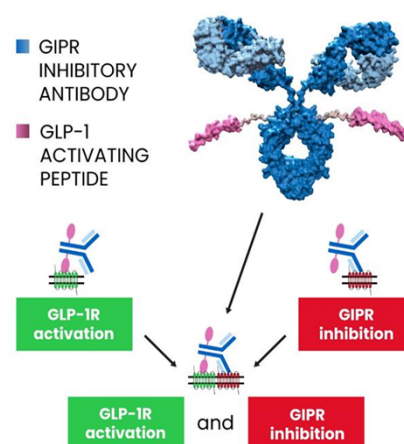 GIPR
INHIBITORY
ANTIBODY
GLP-1
ACTIVATING
PEPTIDE
GLP-1R
activation
GIPR
inhibition
GLP-1R
activation
and
GIPR
inhibition